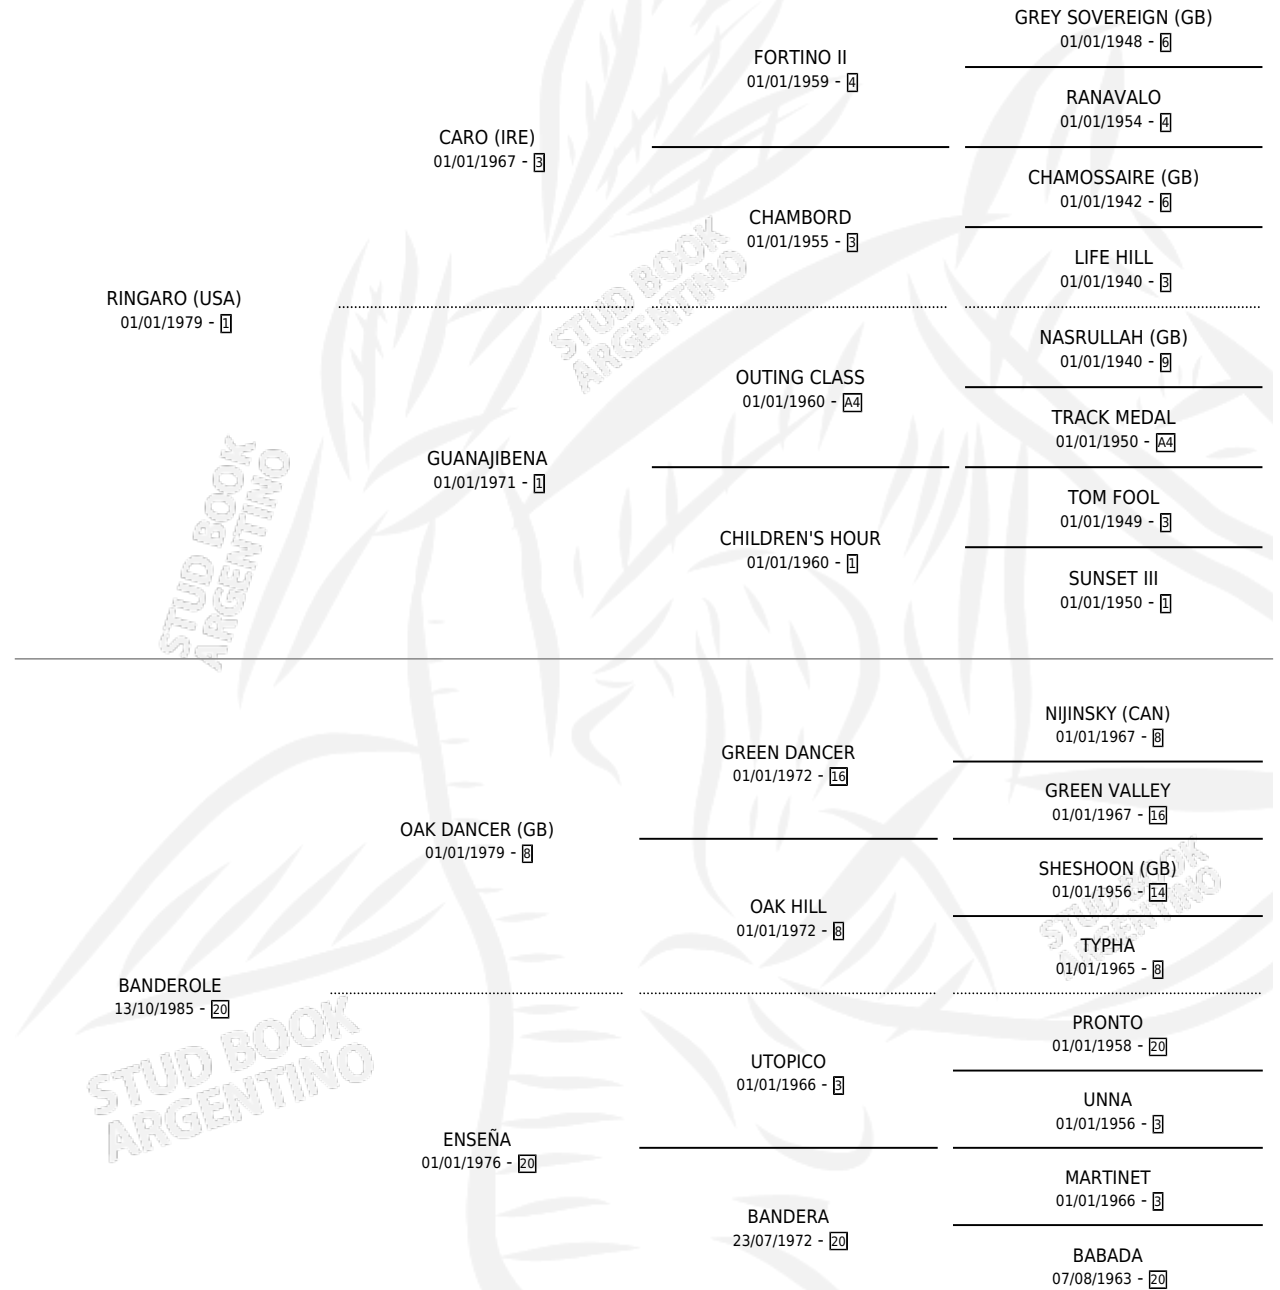 GREY SOVEREIGN (GB)
01/01/1948 - 6
FORTINO II
01/01/1959 - 4
RANAVALO
01/01/1954 - 4
CARO (IRE)
01/01/1967 - 3
CHAMOSSAIRE (GB)
01/01/1942 - 6
CHAMBORD
01/01/1955 - 3
LIFE HILL
01/01/1940 - 3
RINGARO (USA)
01/01/1979 - 1
NASRULLAH (GB)
01/01/1940 - 9
OUTING CLASS
01/01/1960 - A4
TRACK MEDAL
01/01/1950 - A4
GUANAJIBENA
01/01/1971 - 1
TOM FOOL
01/01/1949 - 3
CHILDREN'S HOUR
01/01/1960 - 1
SUNSET III
01/01/1950 - 1
NIJINSKY (CAN)
01/01/1967 - 8
GREEN DANCER
01/01/1972 - 16
GREEN VALLEY
01/01/1967 - 16
OAK DANCER (GB)
01/01/1979 - 8
SHESHOON (GB)
01/01/1956 - 14
OAK HILL
01/01/1972 - 8
TYPHA
01/01/1965 - 8
BANDEROLE
13/10/1985 - 20
PRONTO
01/01/1958 - 20
UTOPICO
01/01/1966 - 3
UNNA
01/01/1956 - 3
ENSEÑA
01/01/1976 - 20
MARTINET
01/01/1966 - 3
BANDERA
23/07/1972 - 20
BABADA
07/08/1963 - 20
STUD BOOK
ARGENTINO
STUD BOOK
ARGENTINO
STUD BOOK
ARGENTINO
STUD BOOK
ARGENTINO